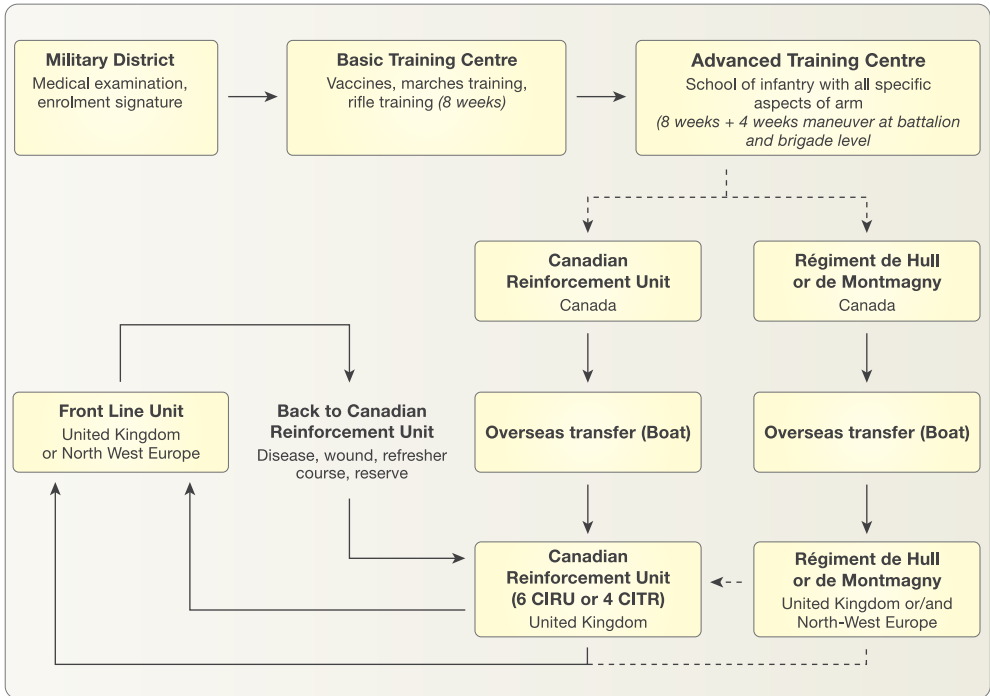 Military District
Medical examination,
enrolment signature
Basic Training Centre
Vaccines, marches training,
rifle training (8 weeks)
Advanced Training Centre
School of infantry with all specific
aspects of arm
(8 weeks + 4 weeks maneuver at battalion
and brigade level
Canadian
Reinforcement Unit
Canada
Régiment de Hull
or de Montmagny
Canada
Front Line Unit
United Kingdom
or North West Europe
Back to Canadian
Reinforcement Unit
Disease, wound, refresher
course, reserve
Overseas transfer (Boat)
Overseas transfer (Boat)
Canadian
Reinforcement Unit
(6 CIRU or 4 CITR)
United Kingdom
Régiment de Hull
or de Montmagny
United Kingdom or/and
North-West Europe